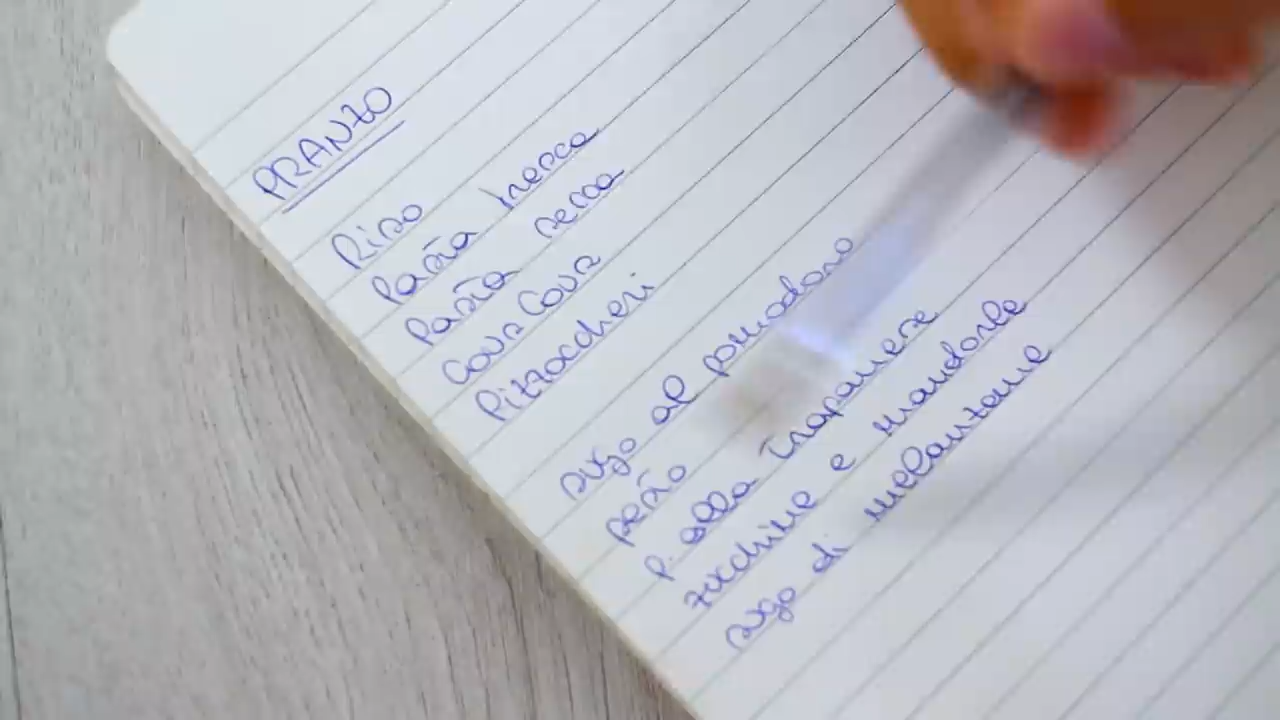 PRANZO
Riso
Pasta fresca
Pasta secca
Cous Cous
Pizzoccheri
sugo al pomodoro
pesto
p. alla trapanese
zucchine e mandorle
sugo di melanzane